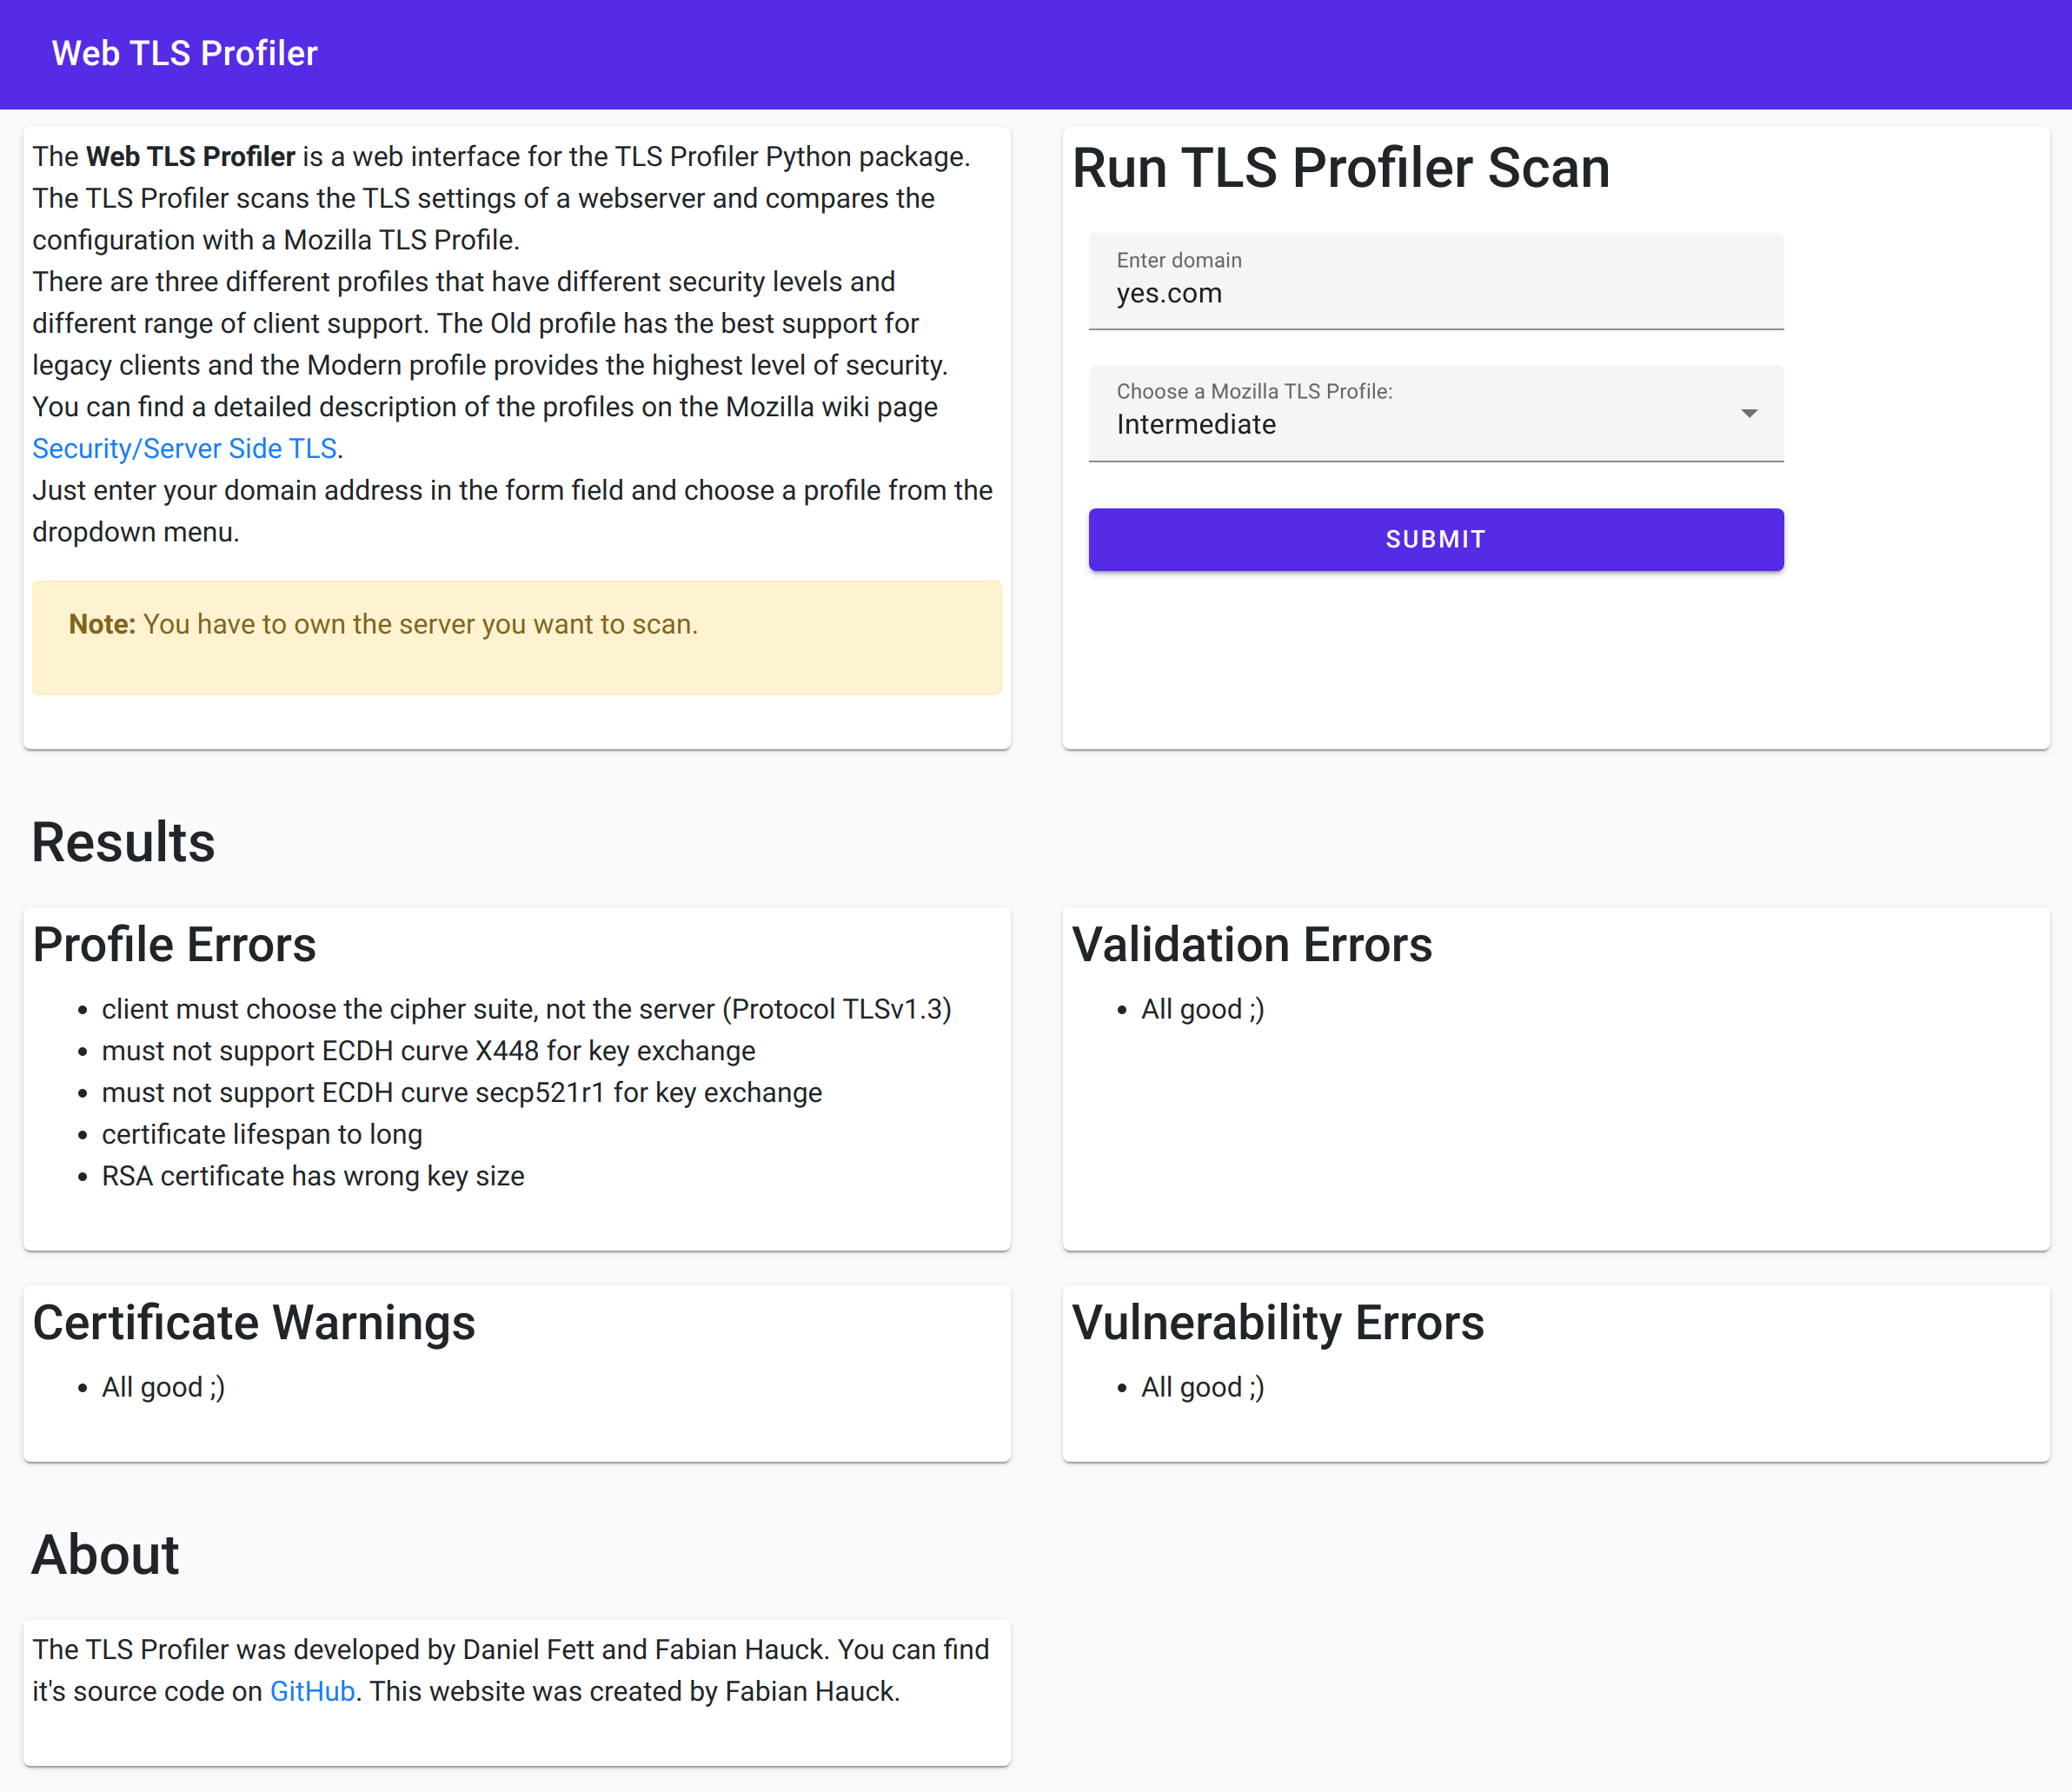 Web TLS Profiler
The Web TLS Profiler is a web interface for the TLS Profiler Python package.
The TLS Profiler scans the TLS settings of a webserver and compares the
configuration with a Mozilla TLS Profile.
There are three different profiles that have different security levels and
different range of client support. The Old profile has the best support for
legacy clients and the Modern profile provides the highest level of security.
You can find a detailed description of the profiles on the Mozilla wiki page
Security/Server Side TLS.
Just enter your domain address in the form field and choose a profile from the
dropdown menu.
Note: You have to own the server you want to scan.
Run TLS Profiler Scan
Enter domain
yes.com
Choose a Mozilla TLS Profile:
Intermediate
SUBMIT
Results
Profile Errors
• client must choose the cipher suite, not the server (Protocol TLSv1.3)
• must not support ECDH curve X448 for key exchange
• must not support ECDH curve secp521r1 for key exchange
• certificate lifespan to long
• RSA certificate has wrong key size
Validation Errors
• All good ;)
Certificate Warnings
• All good ;)
Vulnerability Errors
• All good ;)
About
The TLS Profiler was developed by Daniel Fett and Fabian Hauck. You can find
it's source code on GitHub. This website was created by Fabian Hauck.